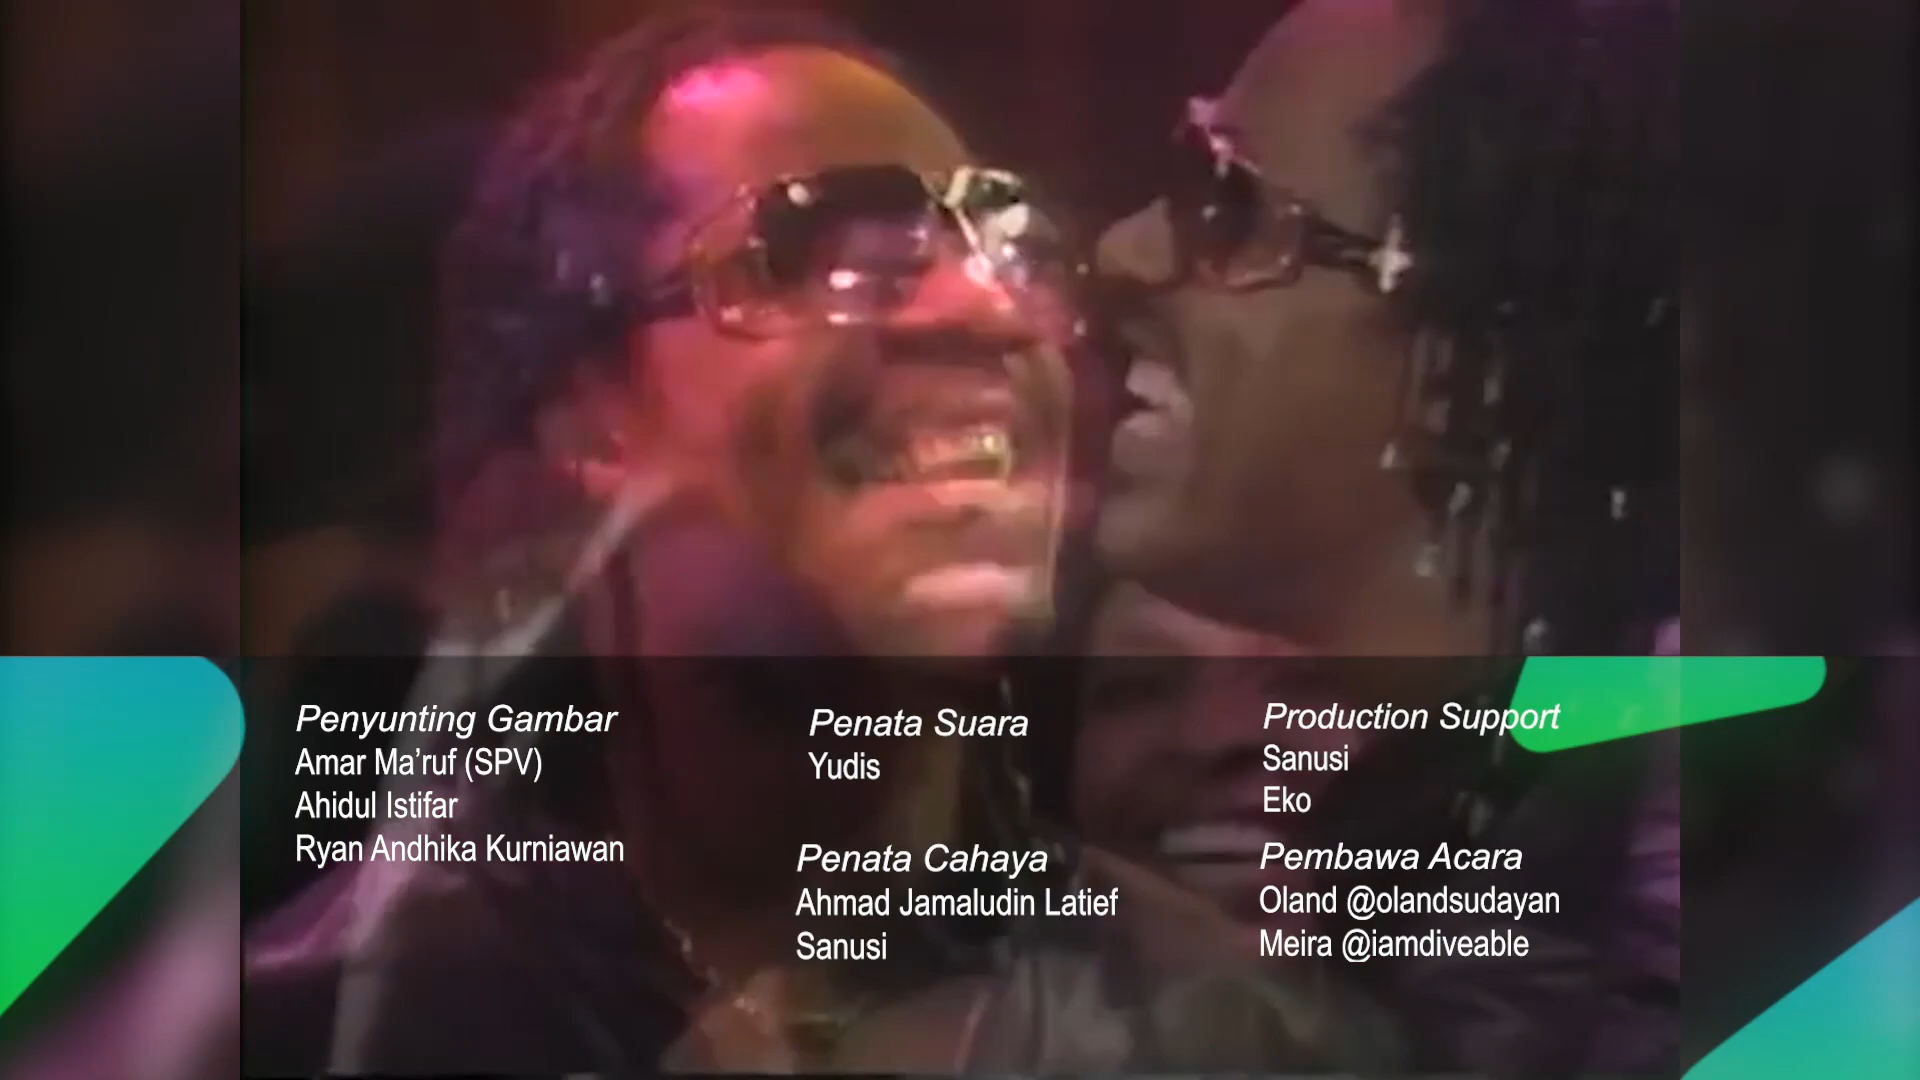 Penyunting Gambar
Amar Ma’ruf (SPV)
Ahidul Istifar
Ryan Andhika Kurniawan
Penata Suara
Yudis
Penata Cahaya
Ahmad Jamaludin Latief
Sanusi
Production Support
Sanusi
Eko
Pembawa Acara
Oland @olandsudayan
Meira @iamdiveable